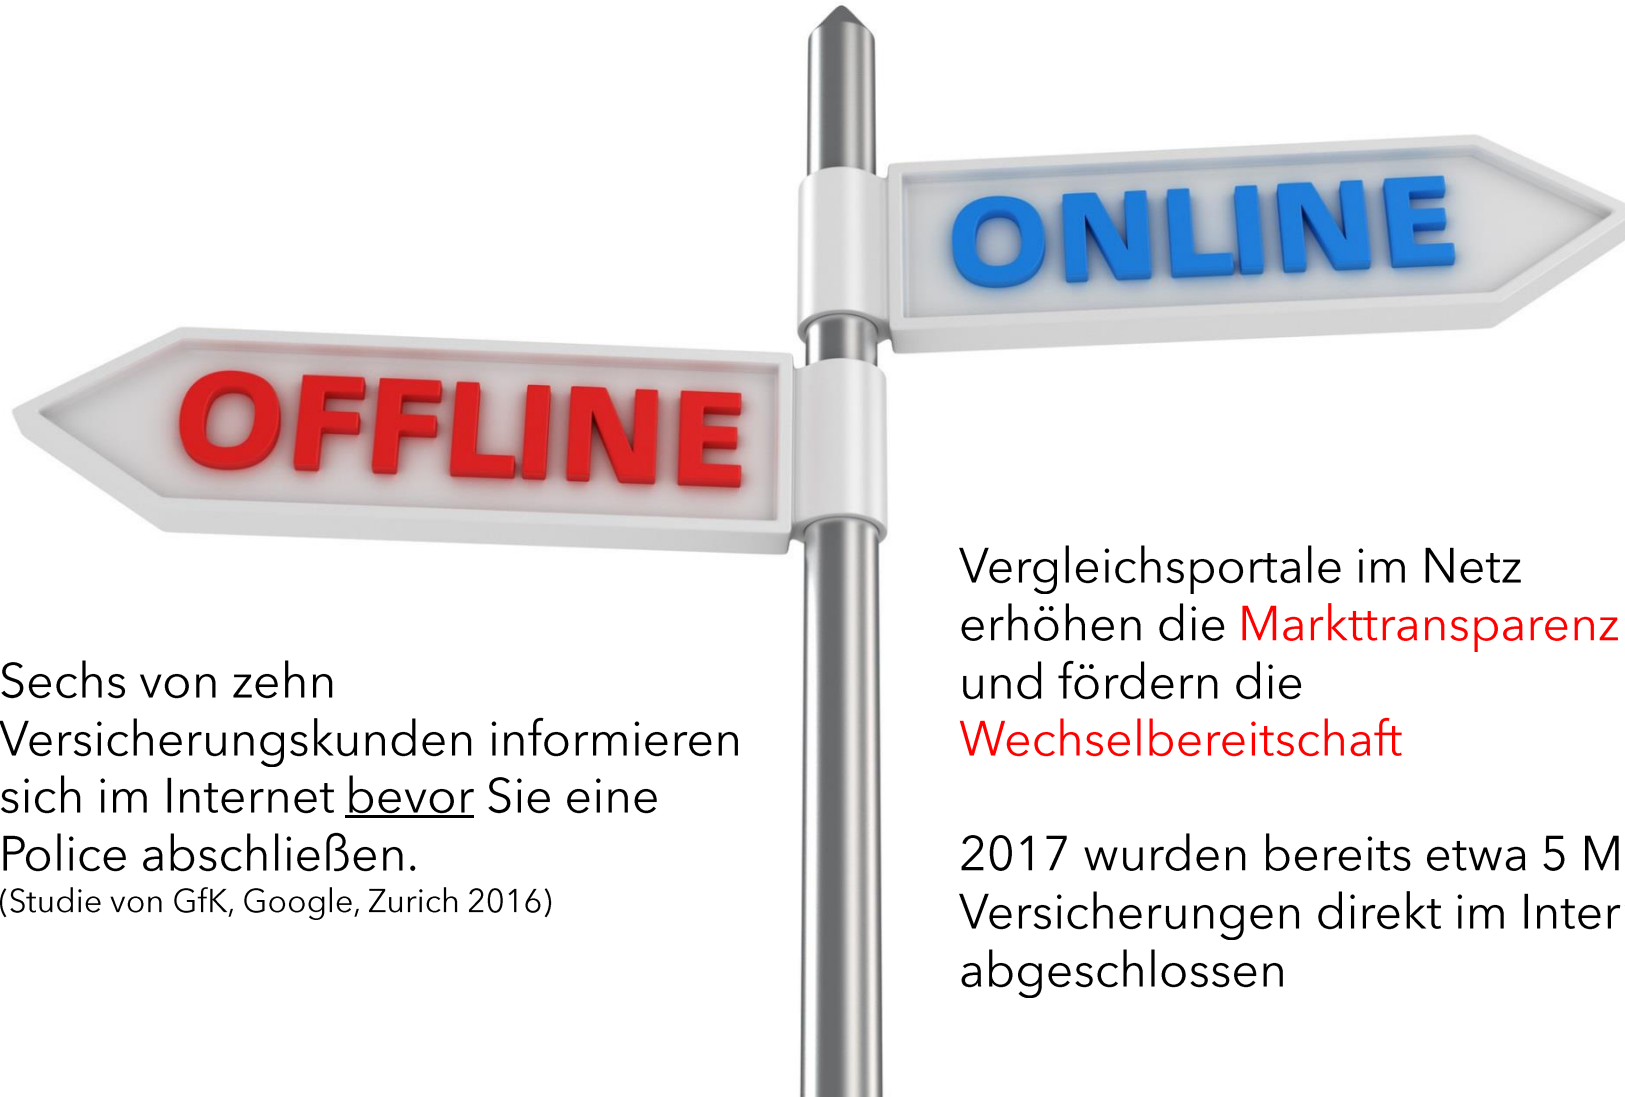 ONLINE
OFFLINE
Sechs von zehn
Versicherungskunden informieren
sich im Internet bevor Sie eine
Police abschließen.
(Studie von GfK, Google, Zurich 2016)
Vergleichsportale im Netz
erhöhen die Markttransparenz
und fördern die
Wechselbereitschaft
2017 wurden bereits etwa 5 M
Versicherungen direkt im Inter
abgeschlossen